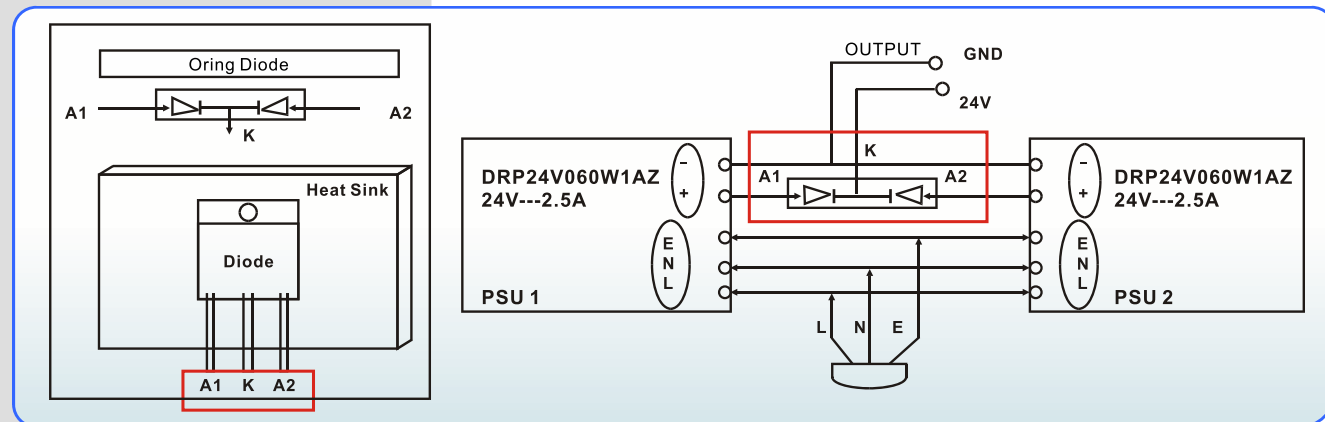 Oring Diode
A1
A2
K
Heat Sink
Diode
A1 K A2
OUTPUT
GND
24V
DRP24V060W1AZ
24V---2.5A
-
+
E
N
L
PSU 1
K
A1
A2
L N E
-
+
E
N
L
DRP24V060W1AZ
24V---2.5A
PSU 2